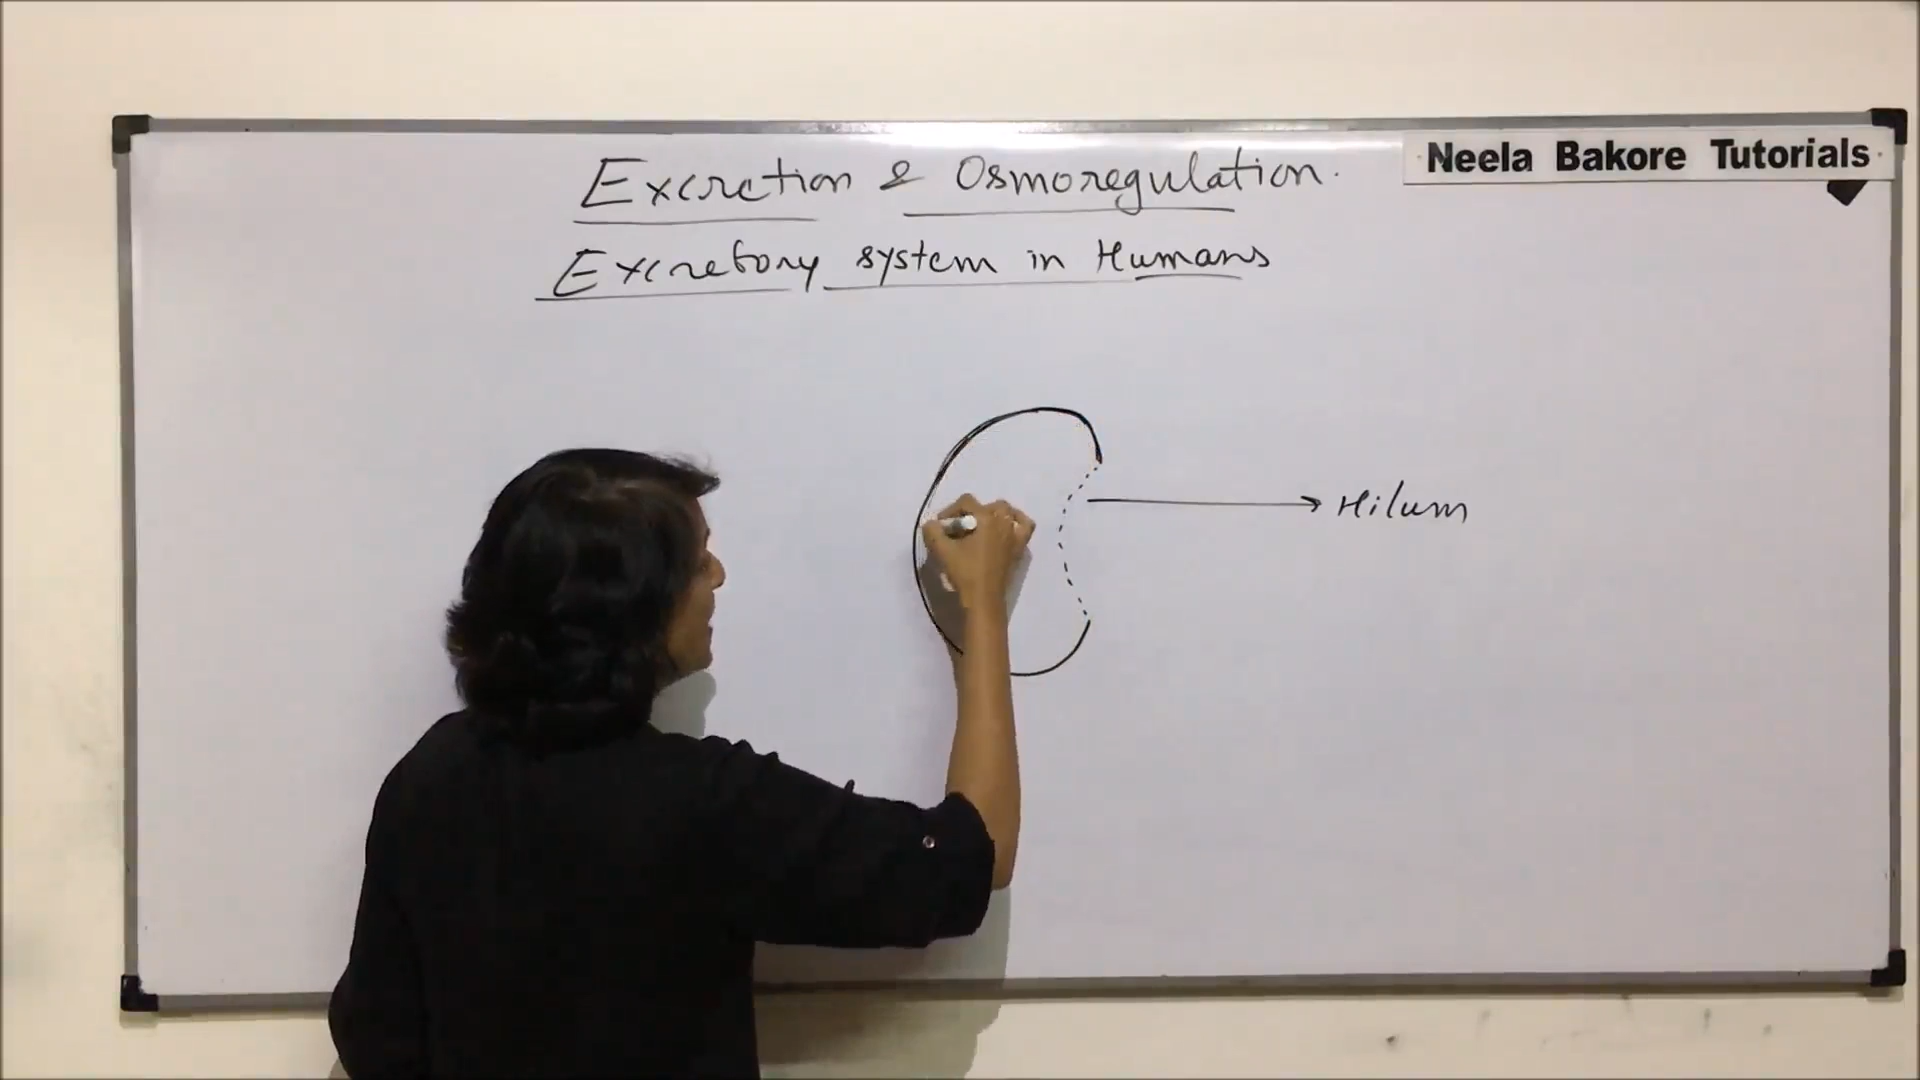 Neela Bakore Tutorials
Excretion & Osmoregulation.
Excretory system in Humans
Hilum